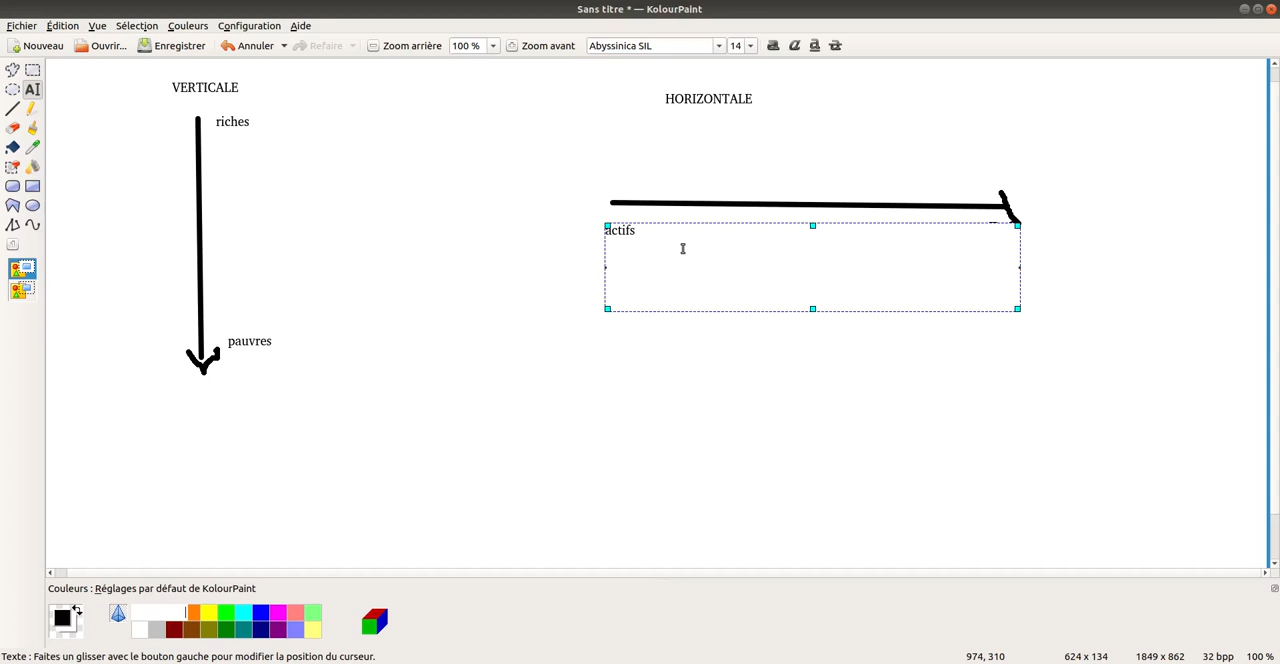 Sans titre * — KolourPaint
Fichier Édition Vue Sélection Couleurs Configuration Aide
Nouveau Ouvrir... Enregistrer Annuler Refaire Zoom arrière 100 % Zoom avant Abyssinica SIL 14
VERTICALE
HORIZONTALE
riches
actifs
pauvres
Couleurs : Réglages par défaut de KolourPaint
Texte : Faites un glisser avec le bouton gauche pour modifier la position du curseur. 974, 310 624 x 134 1849 x 862 32 bpp 100 %